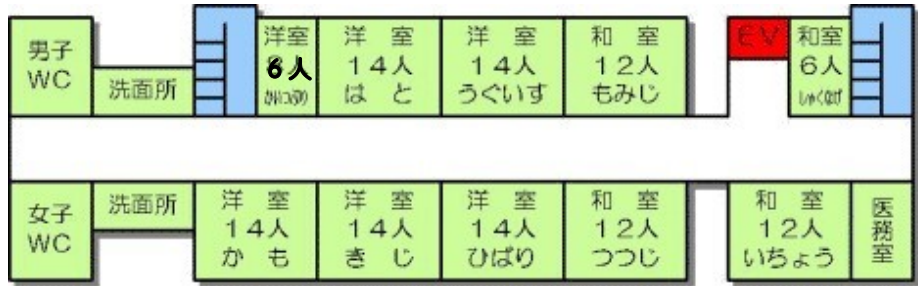 男子
WC
洗面所
洋室
6人
かいつぶり
洋 室
14人
は と
洋 室
14人
うぐいす
和 室
12人
もみじ
EV
和室
6人
しゃくなげ
女子
WC
洗面所
洋 室
14人
か も
洋 室
14人
き じ
洋 室
14人
ひばり
和 室
12人
つつじ
和 室
12人
いちょう
医務室